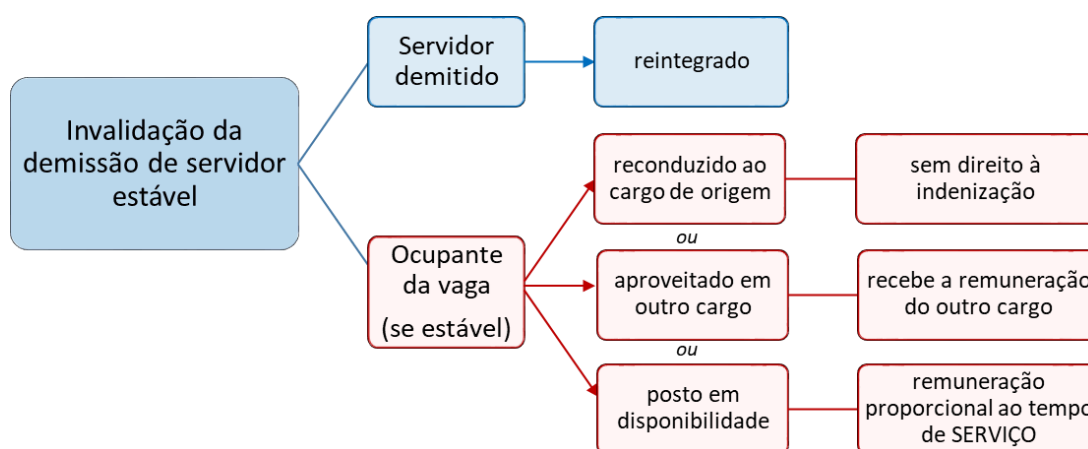 Invalidação da
demissão de servidor
estável
Servidor
demitido
reintegrado
Ocupante
da vaga
(se estável)
reconduzido ao
cargo de origem
sem direito à
indenização
ou
aproveitado em
outro cargo
recebe a remuneração
do outro cargo
ou
posto em
disponibilidade
remuneração
proporcional ao tempo
de SERVIÇO